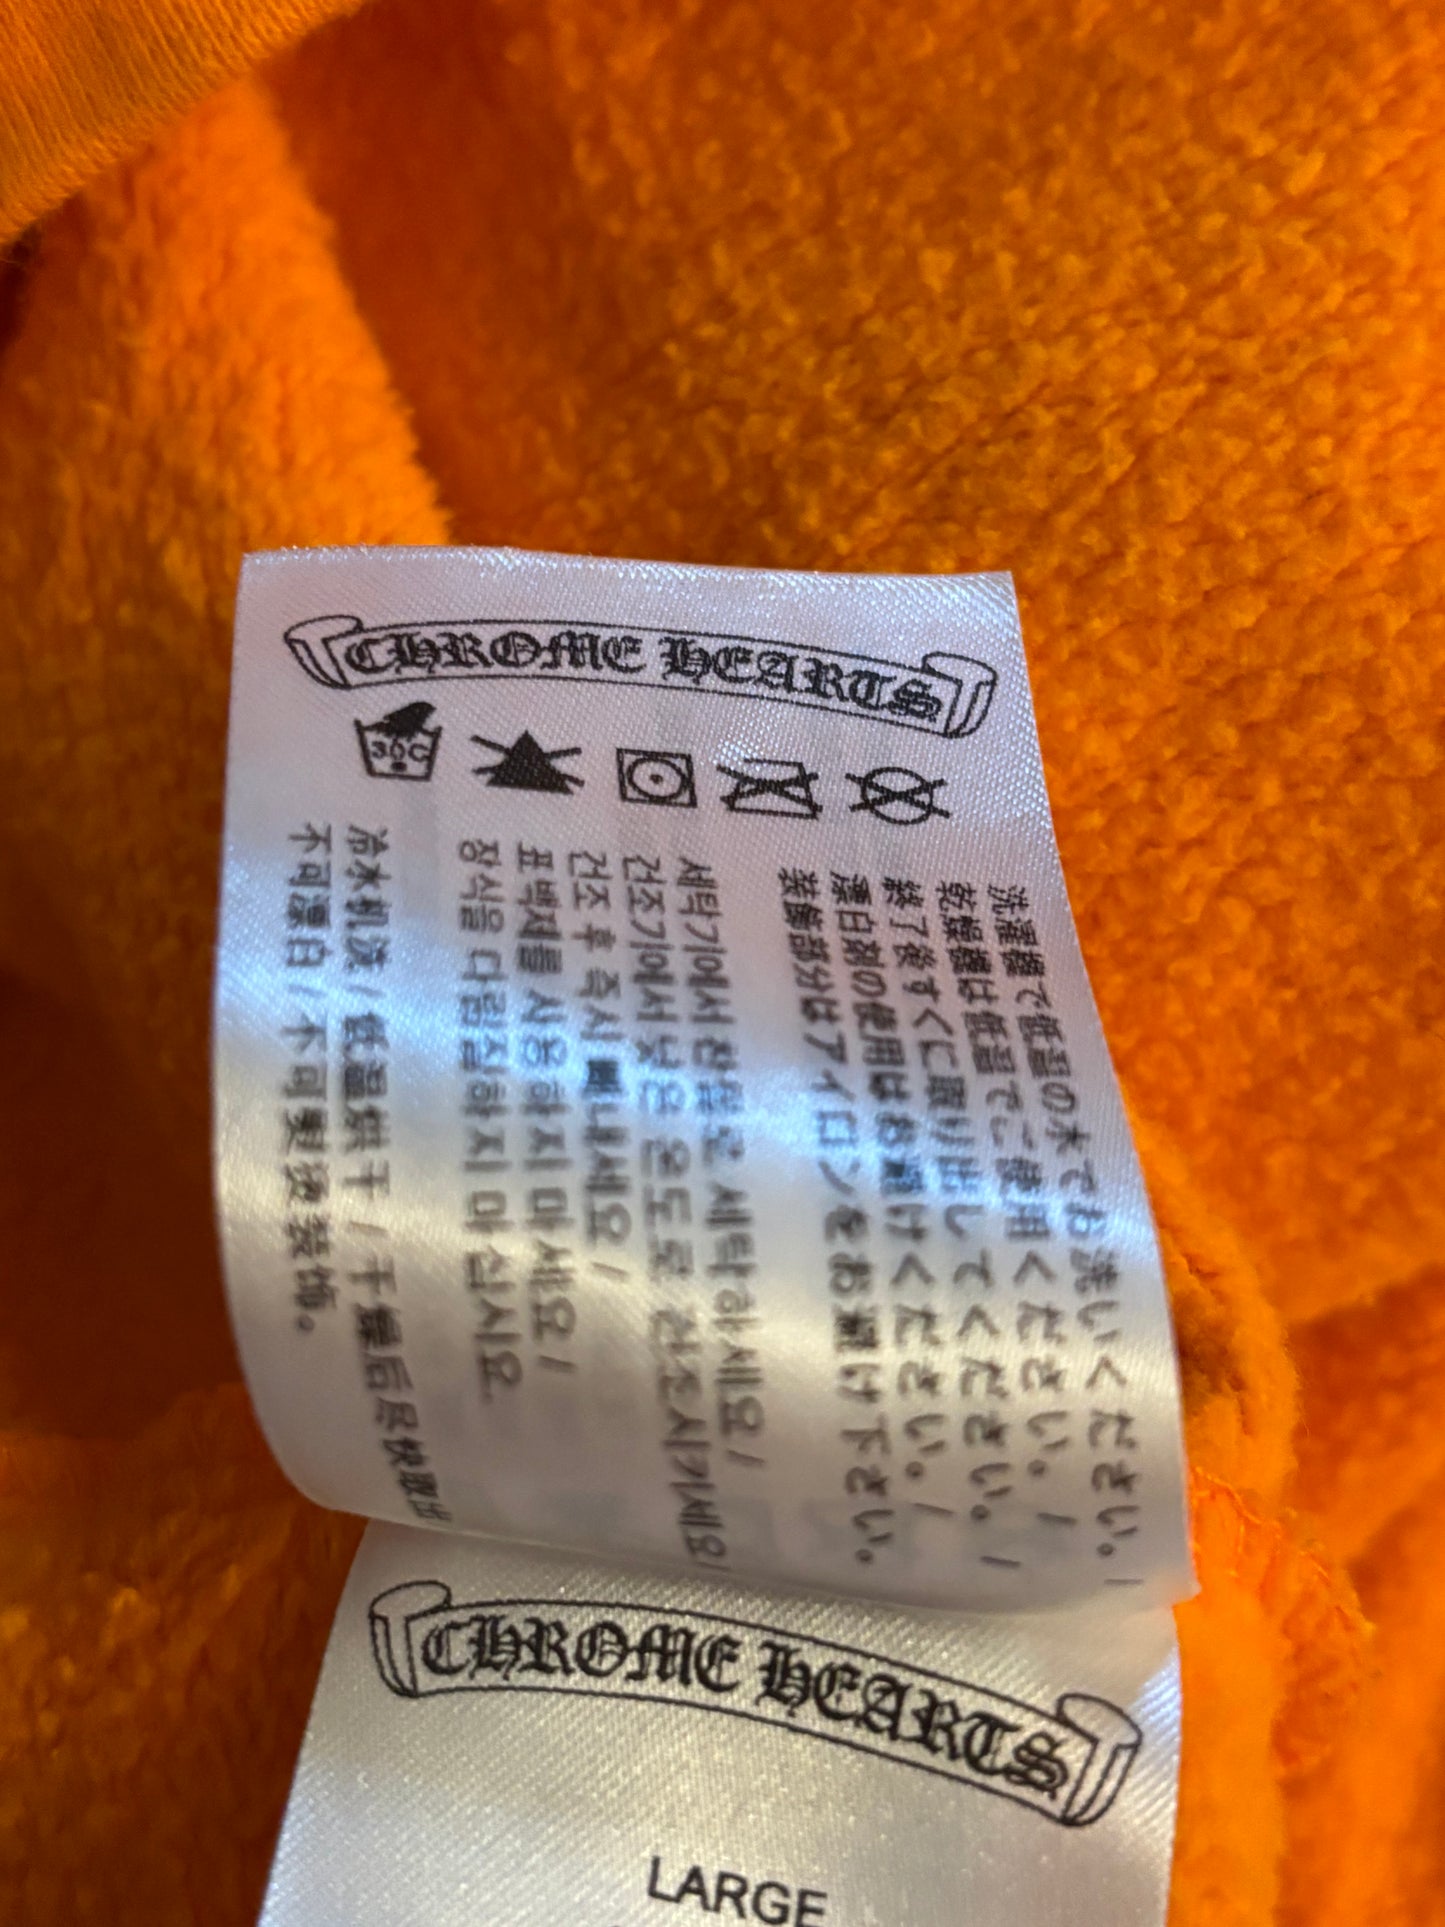 CHROME HEARTS
30C
洗濯機で低温の水でお洗いください。/
乾燥機は低温でご使用ください。/
終了後すぐに取り出してください。/
漂白剤の使用はお避けください。/
装飾部分はアイロンをお避け下さい。
세탁기에서 찬물로 세탁하세요/
건조기에서 낮은 온도로 건조시키세요/
건조 후 즉시 빼내세요/
표백제를 사용하지 마세요/
장식을 다림질하지 마십시요
冷水机洗 / 低温烘干 / 干燥后尽快取出
不可漂白 / 不可熨烫装饰。
CHROME HEARTS
LARGE